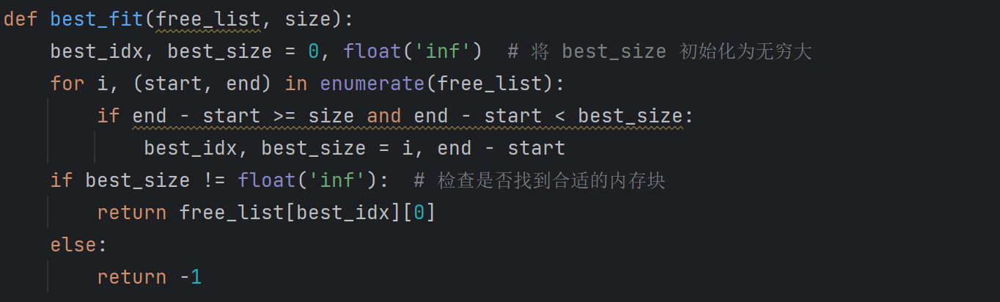 def best_fit(free_list, size):
    best_idx, best_size = 0, float('inf')  # 将 best_size 初始化为无穷大
    for i, (start, end) in enumerate(free_list):
        if end - start >= size and end - start < best_size:
            best_idx, best_size = i, end - start
    if best_size != float('inf'):  # 检查是否找到合适的内存块
        return free_list[best_idx][0]
    else:
        return -1